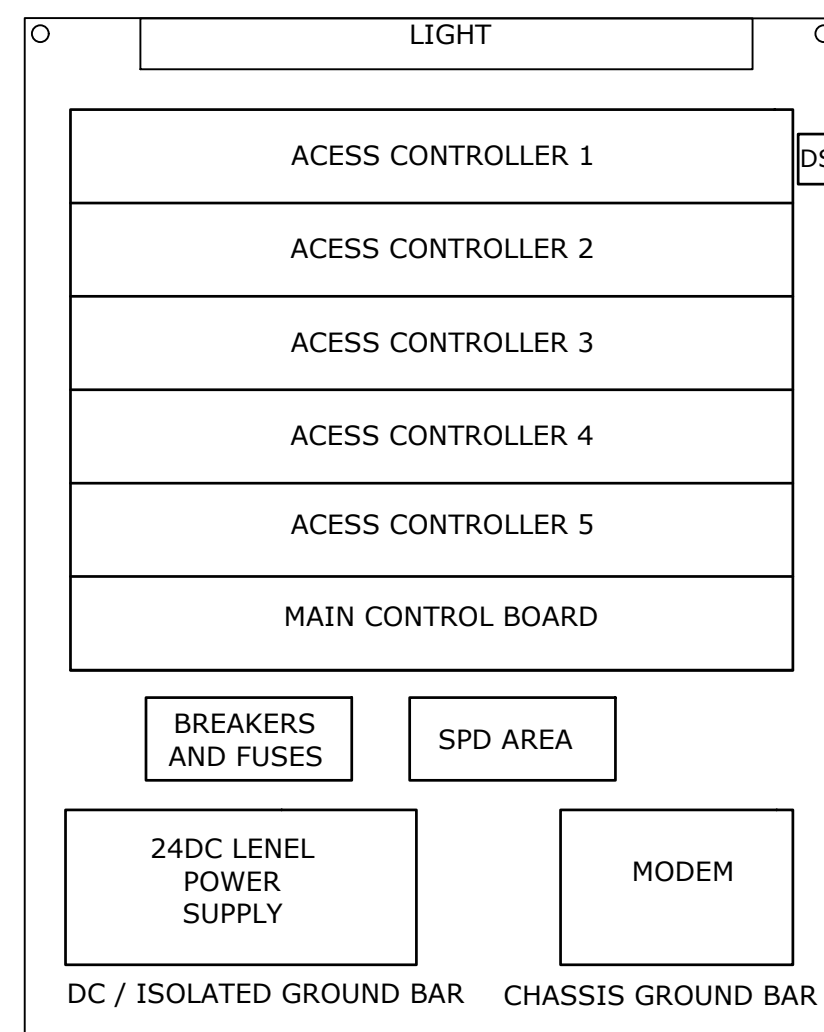 LIGHT
ACESS CONTROLLER 1
DS
ACESS CONTROLLER 2
ACESS CONTROLLER 3
ACESS CONTROLLER 4
ACESS CONTROLLER 5
MAIN CONTROL BOARD
BREAKERS
AND FUSES
SPD AREA
24DC LENEL
POWER
SUPPLY
MODEM
DC / ISOLATED GROUND BAR
CHASSIS GROUND BAR